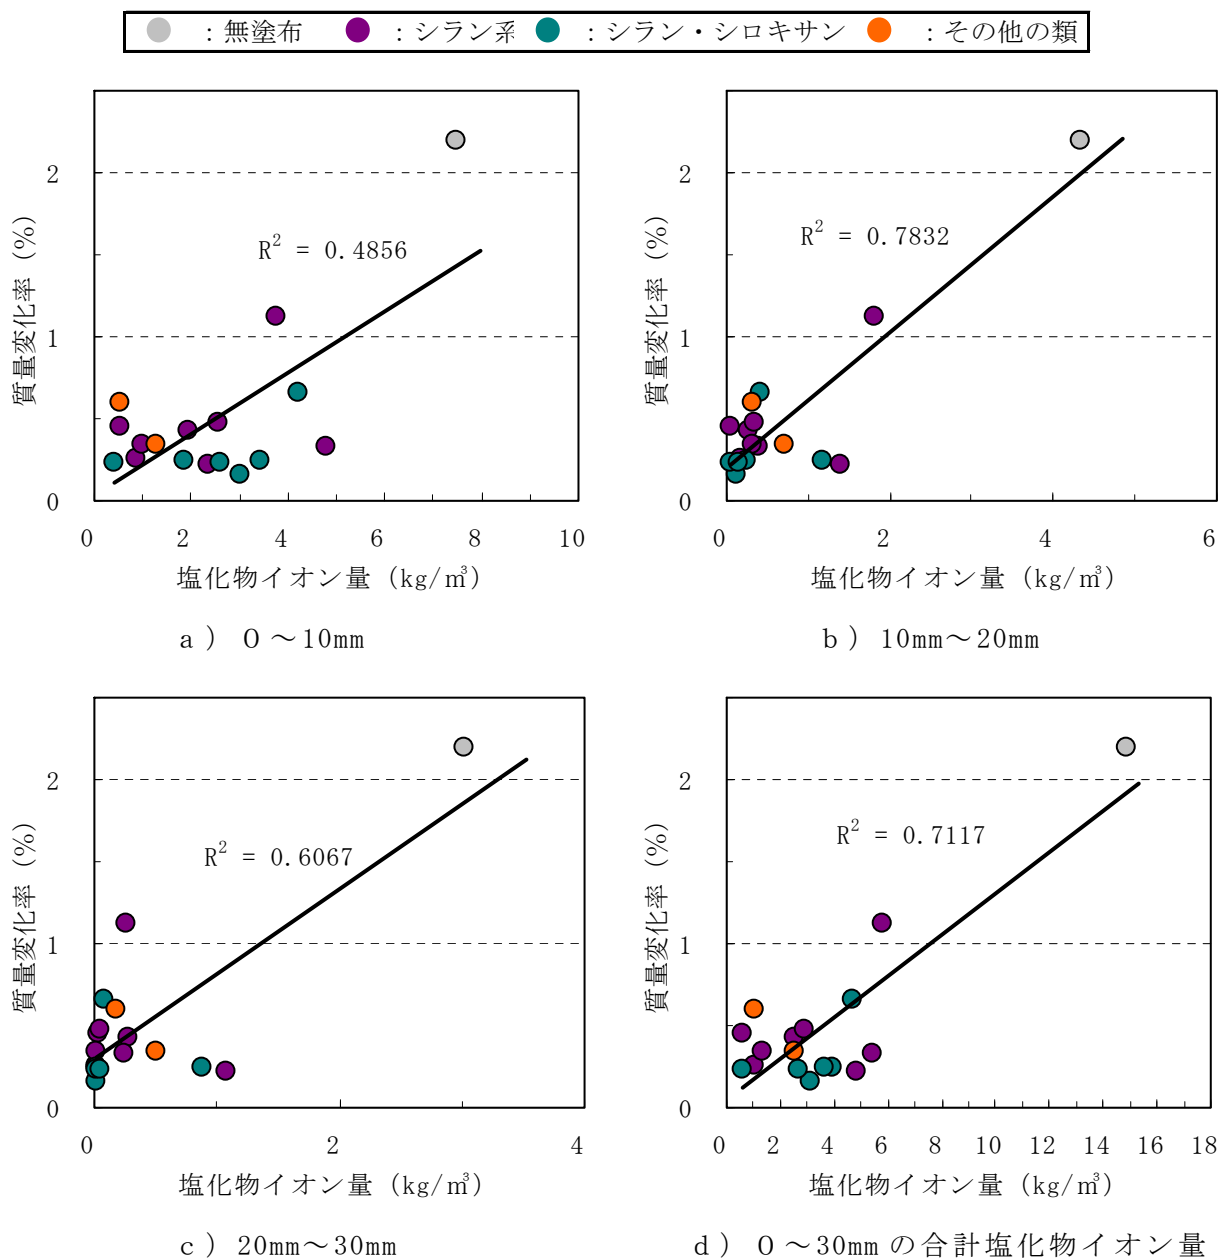 ：無塗布 ：シラン系 ：シラン・シロキサン ：その他の類
質量変化率（%）
2
1
0
R² = 0.4856
0 2 4 6 8 10
塩化物イオン量（kg/㎥）
a） 0～10mm
質量変化率（%）
2
1
0
R² = 0.7832
0 2 4 6
塩化物イオン量（kg/㎥）
b）10mm～20mm
質量変化率（%）
2
1
0
R² = 0.6067
0 2 4
塩化物イオン量（kg/㎥）
c）20mm～30mm
質量変化率（%）
2
1
0
R² = 0.7117
0 2 4 6 8 10 12 14 16 18
塩化物イオン量（kg/㎥）
d） 0～30mmの合計塩化物イオン量